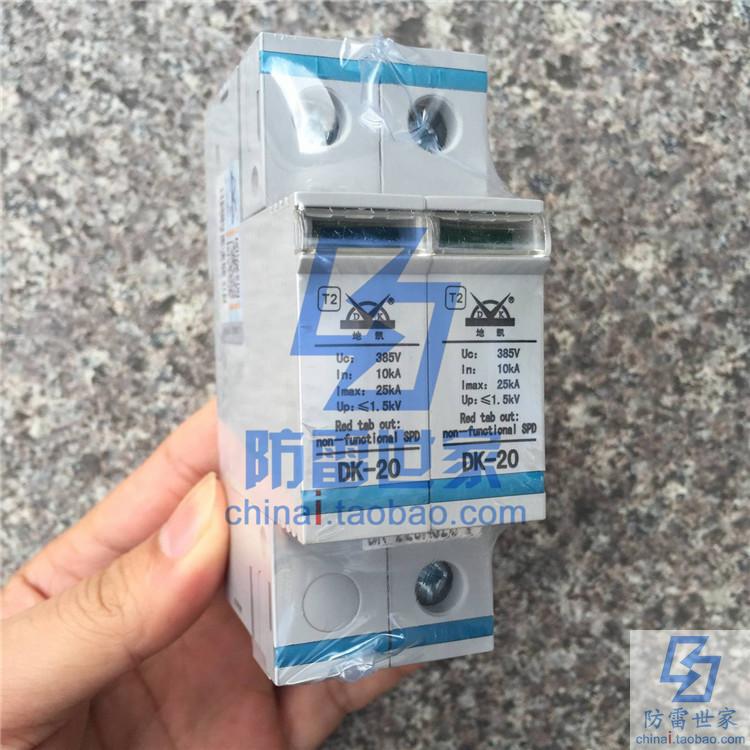 T2
DK
®
地凯
Uc: 385V
In: 10kA
Imax: 25kA
Up: ≤1.5kV
Red tab out:
non-functional SPD
DK-20
T2
®
地凯
Uc: 385V
In: 10kA
Imax: 25kA
Up: ≤1.5kV
Red tab out:
non-functional SPD
DK-20
防雷世家
chinai.taobao.com
防雷世家
chinai.taobao.com